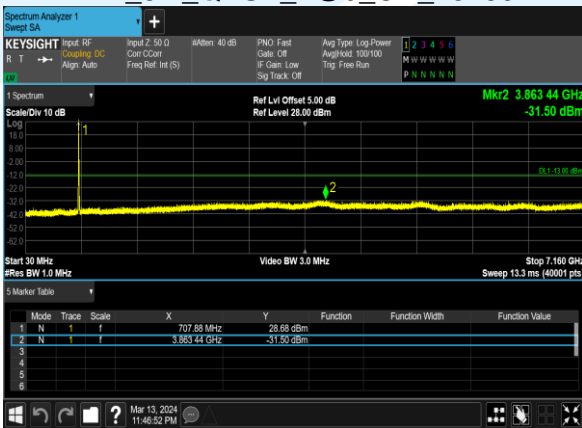 Spectrum Analyzer 1
Swept SA
+
KEYSIGHT Input: RF Input Z: 50 Ω #Atten: 40 dB PNO: Fast Avg Type: Log-Power 1 2 3 4 5 6
R T Coupling: DC Corr CCorr Gate: Off Avg|Hold: 100/100 M W W W W W
Align: Auto Freq Ref: Int (S) IF Gain: Low Trig: Free Run
LW Sig Track: Off P N N N N N
1 Spectrum Ref Lvl Offset 5.00 dB Mkr2 3.863 44 GHz
Scale/Div 10 dB Ref Level 28.00 dBm -31.50 dBm
Log
18.0
8.00
-2.00
-12.0
-22.0
-32.0
-42.0
-52.0
-62.0
1
DL1 -13.00 dBm
2
Start 30 MHz Video BW 3.0 MHz Stop 7.160 GHz
#Res BW 1.0 MHz Sweep 13.3 ms (40001 pts
5 Marker Table
Mode Trace Scale X Y Function Function Width Function Value
1 N 1 f 707.88 MHz 28.68 dBm
2 N 1 f 3.863 44 GHz -31.50 dBm
3
4
5
6
? Mar 13, 2024
11:46:52 PM